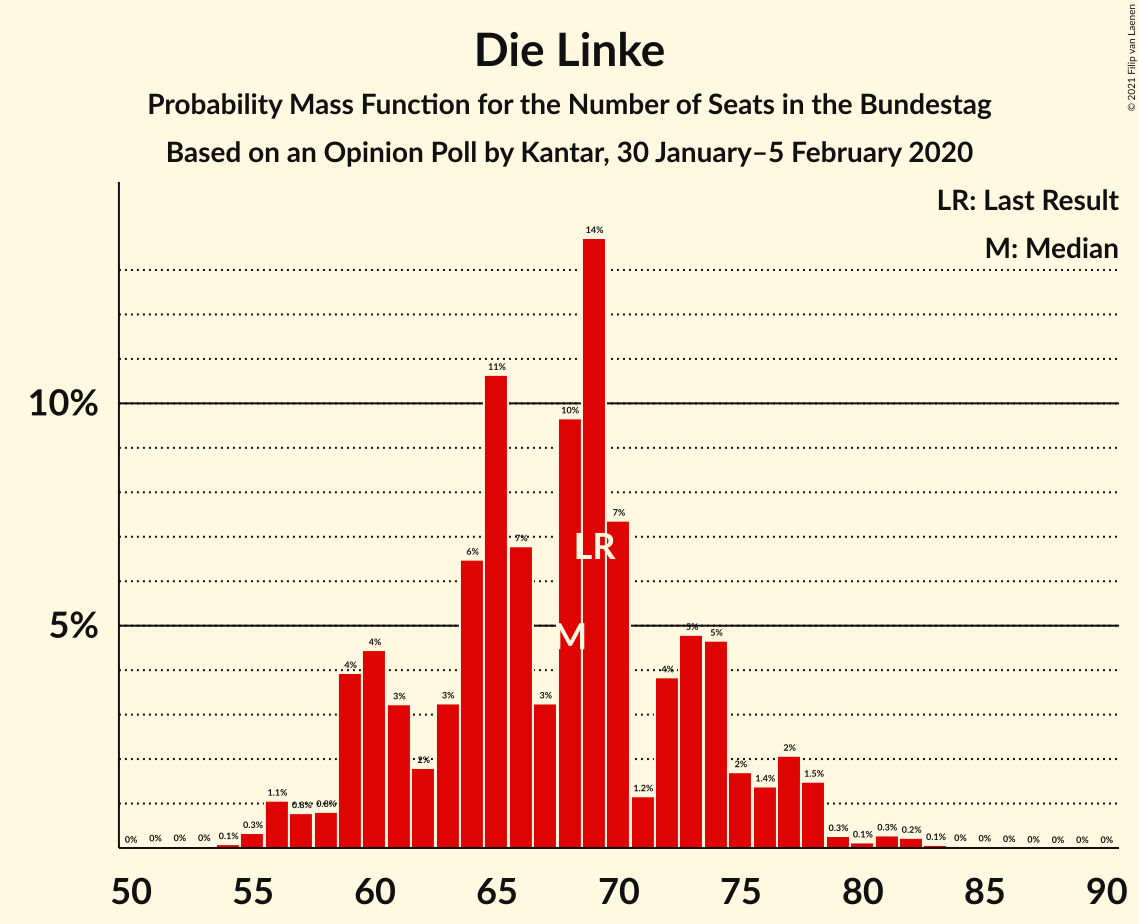 Die Linke
Probability Mass Function for the Number of Seats in the Bundestag
Based on an Opinion Poll by Kantar, 30 January–5 February 2020
© 2021 Filip van Laenen
LR: Last Result
M: Median
10%
5%
0% 0% 0% 0% 0.1% 0.3% 1.1% 0.8% 0.8% 4% 4% 3% 2% 3% 6% 11% 7% 3% 10% 14% 7% 1.2% 4% 5% 5% 2% 1.4% 2% 1.5% 0.3% 0.1% 0.3% 0.2% 0.1% 0% 0% 0% 0% 0% 0% 0%
LR
M
50 55 60 65 70 75 80 85 90